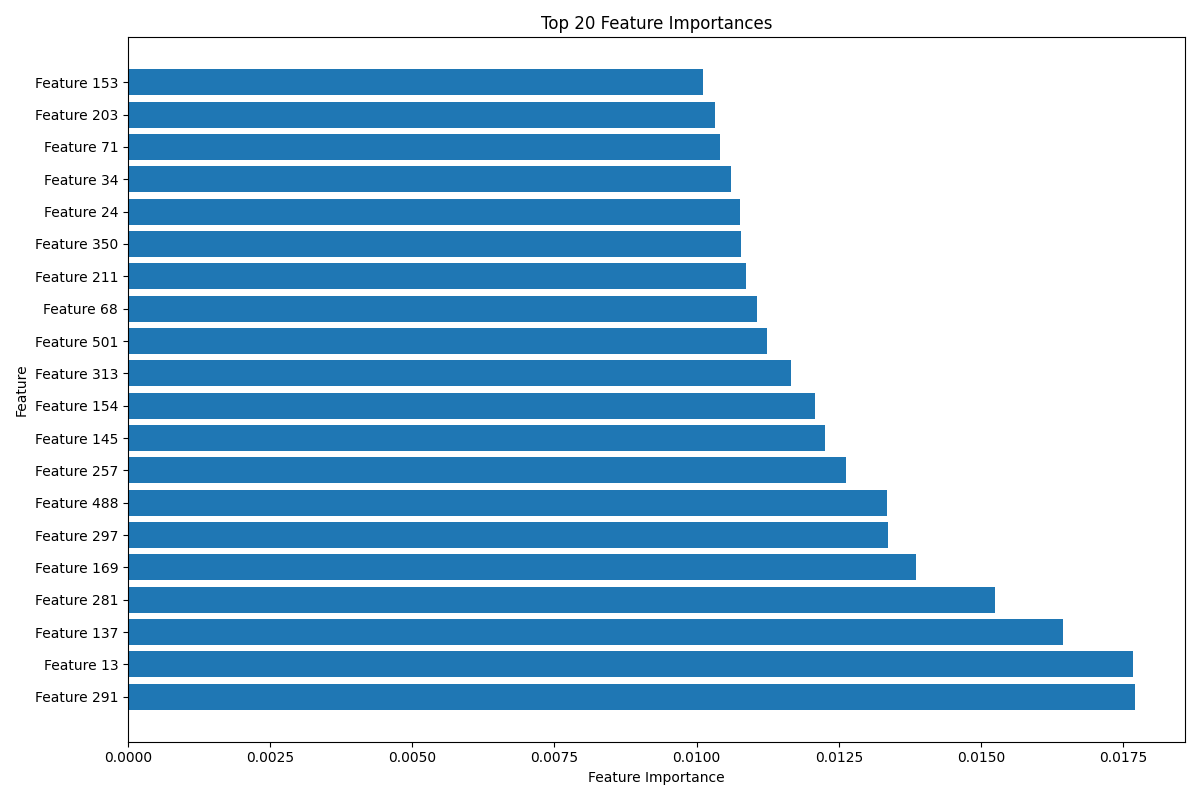 Top 20 Feature Importances
Feature
Feature 153
Feature 203
Feature 71
Feature 34
Feature 24
Feature 350
Feature 211
Feature 68
Feature 501
Feature 313
Feature 154
Feature 145
Feature 257
Feature 488
Feature 297
Feature 169
Feature 281
Feature 137
Feature 13
Feature 291
0.0000 0.0025 0.0050 0.0075 0.0100 0.0125 0.0150 0.0175
Feature Importance